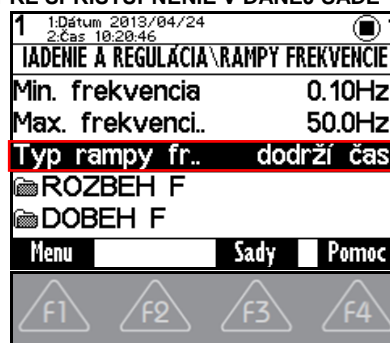 KE SPRÍSTUPNENIE V DANEJ SADE
1 1:Dátum 2013/04/24
2:Čas 10:20:46
IADENIE A REGULÁCIA\RAMPY FREKVENCIE
Min. frekvencia 0.10Hz
Max. frekvenci.. 50.0Hz
Typ rampy fr.. dodrží čas
ROZBEH F
DOBEH F
Menu Sady Pomoc
F1 F2 F3 F4